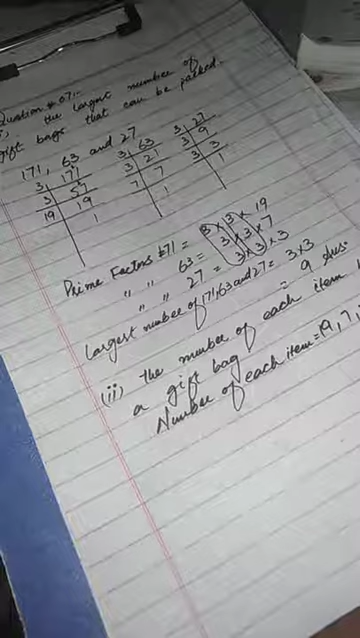 Question # 07:-
i, the largest number of
gift bags that can be packed.
171, 63 and 27
3 171
3 57
19 19
1
3 63
3 21
7 7
1
3 27
3 9
3 3
1
Prime Factors 171 = 3 x 3 x 19
" " 63 = 3 x 3 x 7
" " 27 = 3 x 3 x 3
Largest number of 171, 63 and 27 = 3 x 3
= 9 Ans.
(ii) the number of each item
a gift bag
Number of each item = 19, 7,